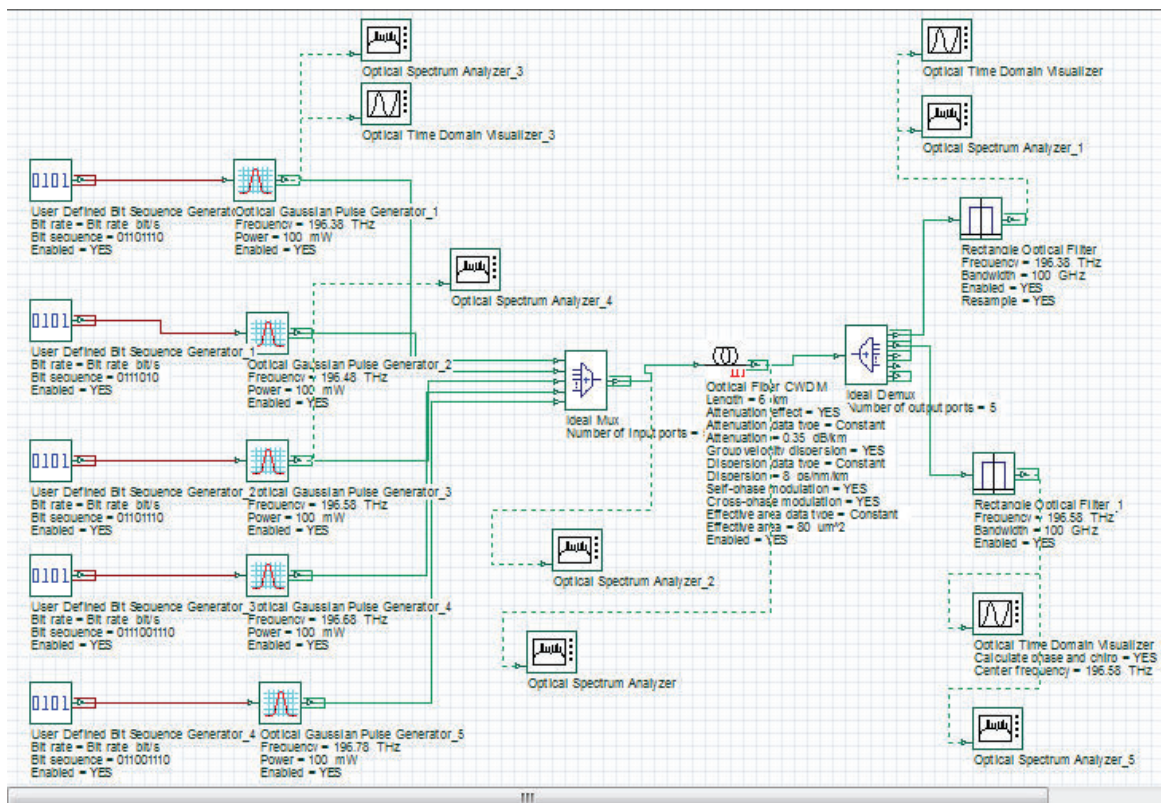 Optical Spectrum Analyzer_3
Optical Time Domain Visualizer_3
Optical Time Domain Visualizer
Optical Spectrum Analyzer_1
0101
User Defined Bit Sequence Generator
Bit rate = Bit rate bit/s
Bit sequence = 01101110
Enabled = YES
Optical Gaussian Pulse Generator_1
Frequency = 196.38 THz
Power = 100 mW
Enabled = YES
Optical Spectrum Analyzer_4
Rectangle Optical Filter
Frequency = 196.38 THz
Bandwidth = 100 GHz
Enabled = YES
Resample = YES
0101
User Defined Bit Sequence Generator_1
Bit rate = Bit rate bit/s
Bit sequence = 0111010
Enabled = YES
Optical Gaussian Pulse Generator_2
Frequency = 196.48 THz
Power = 100 mW
Enabled = YES
Ideal Mux
Number of input ports =
Optical Fiber CWDM
Length = 6 km
Attenuation effect = YES
Attenuation data type = Constant
Attenuation = 0.35 dB/km
Group velocity dispersion = YES
Dispersion data type = Constant
Dispersion = 8 ps/nm/km
Self-phase modulation = YES
Cross-phase modulation = YES
Effective area data type = Constant
Effective area = 80 um^2
Enabled = YES
Ideal Demux
Number of output ports = 5
0101
User Defined Bit Sequence Generator_2
Bit rate = Bit rate bit/s
Bit sequence = 01101110
Enabled = YES
ptical Gaussian Pulse Generator_3
Frequency = 196.58 THz
Power = 100 mW
Enabled = YES
Rectangle Optical Filter_1
Frequency = 196.58 THz
Bandwidth = 100 GHz
Enabled = YES
Optical Spectrum Analyzer_2
0101
User Defined Bit Sequence Generator_3
Bit rate = Bit rate bit/s
Bit sequence = 0111001110
Enabled = YES
ptical Gaussian Pulse Generator_4
Frequency = 196.68 THz
Power = 100 mW
Enabled = YES
Optical Spectrum Analyzer
Optical Time Domain Visualizer
Calculate phase and chirp = YES
Center frequency = 196.58 THz
0101
User Defined Bit Sequence Generator_4
Bit rate = Bit rate bit/s
Bit sequence = 011001110
Enabled = YES
Optical Gaussian Pulse Generator_5
Frequency = 196.78 THz
Power = 100 mW
Enabled = YES
Optical Spectrum Analyzer_5